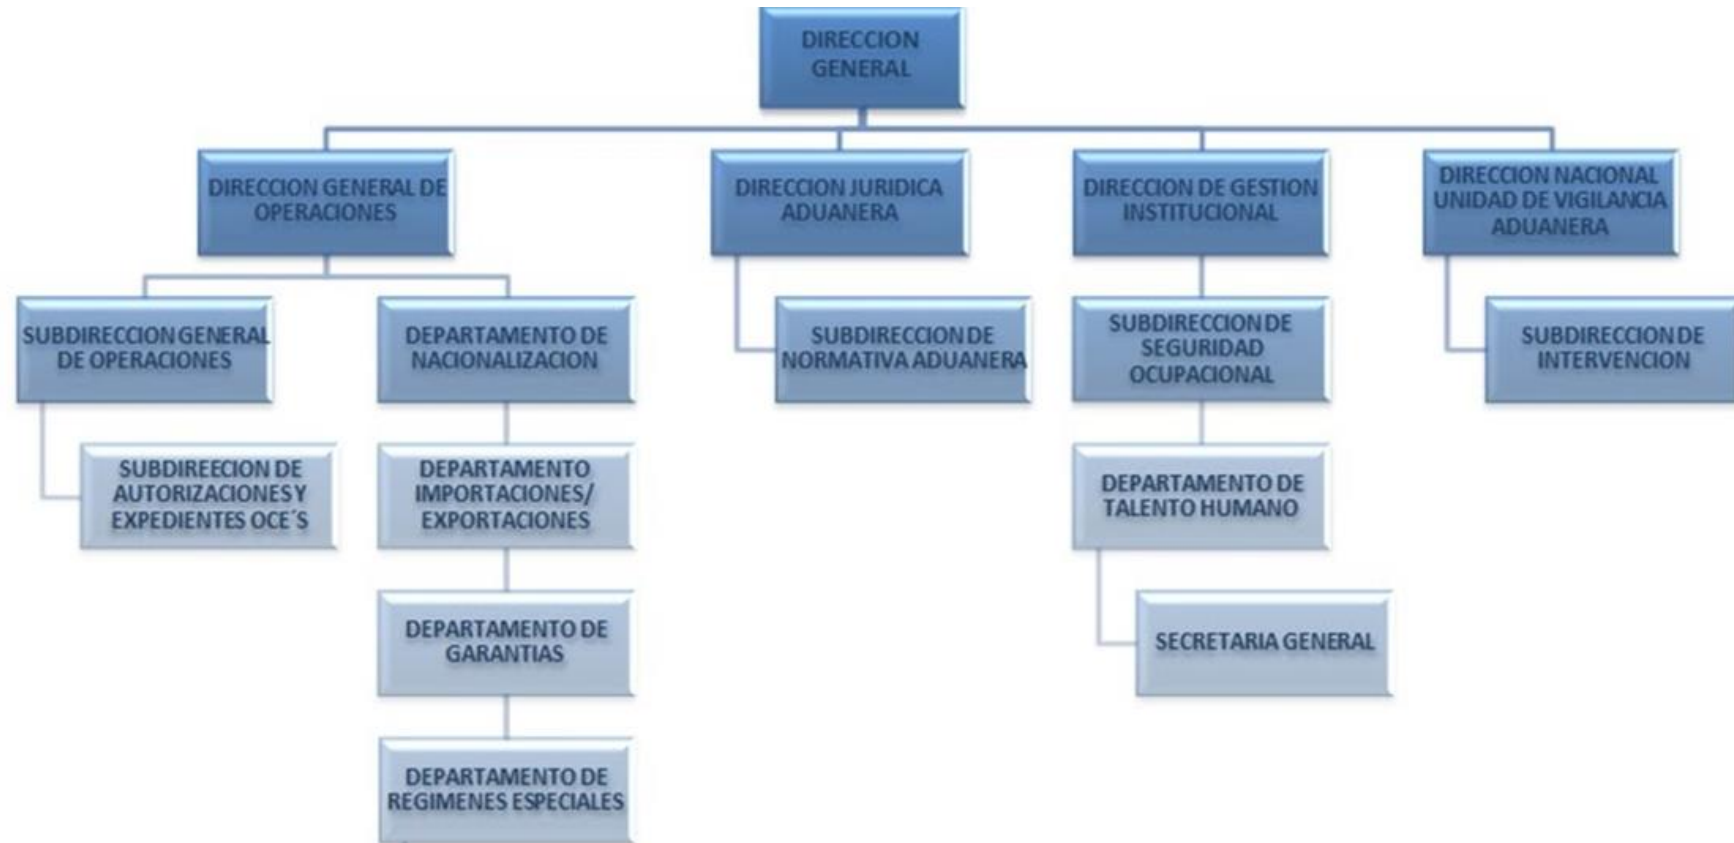 DIRECCION
GENERAL
DIRECCION GENERAL DE
OPERACIONES
DIRECCION JURIDICA
ADUANERA
DIRECCION DE GESTION
INSTITUCIONAL
DIRECCION NACIONAL
UNIDAD DE VIGILANCIA
ADUANERA
SUBDIRECCION GENERAL
DE OPERACIONES
DEPARTAMENTO DE
NACIONALIZACION
SUBDIRECCION DE
NORMATIVA ADUANERA
SUBDIRECCION DE
SEGURIDAD
OCUPACIONAL
SUBDIRECCION DE
INTERVENCION
SUBDIREECION DE
AUTORIZACIONES Y
EXPEDIENTES OCE´S
DEPARTAMENTO
IMPORTACIONES/
EXPORTACIONES
DEPARTAMENTO DE
TALENTO HUMANO
DEPARTAMENTO DE
GARANTIAS
SECRETARIA GENERAL
DEPARTAMENTO DE
REGIMENES ESPECIALES